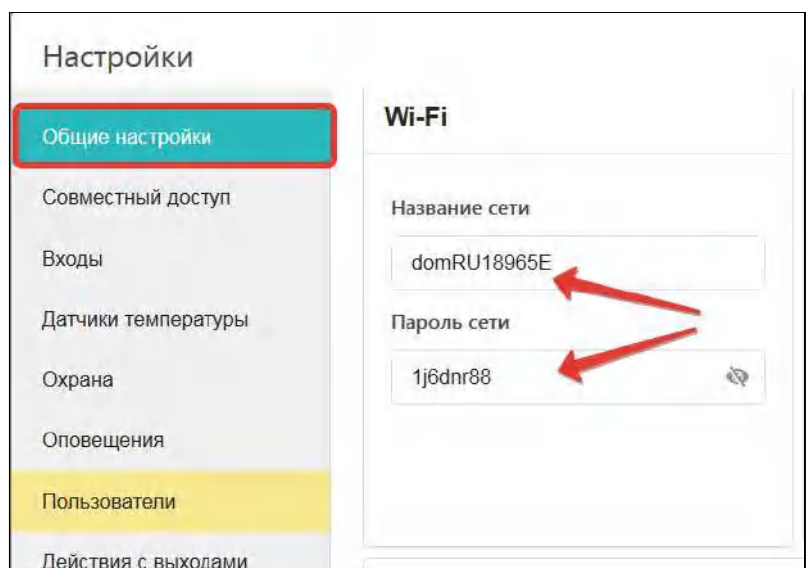 Настройки
Общие настройки
Совместный доступ
Входы
Датчики температуры
Охрана
Оповещения
Пользователи
Действия с выходами
Wi-Fi
Название сети
domRU18965E
Пароль сети
1j6dnr88